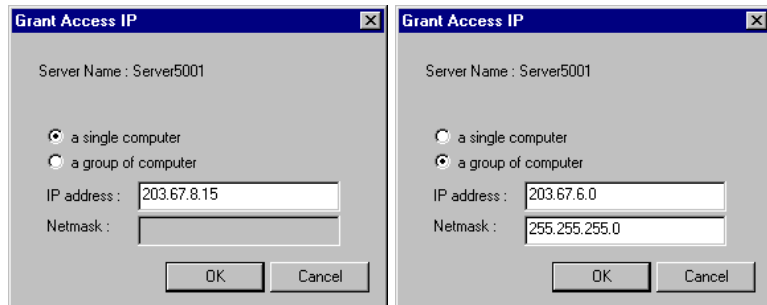 Grant Access IP
Server Name : Server5001
a single computer
a group of computer
IP address : 203.67.8.15
Netmask :
OK Cancel
Grant Access IP
Server Name : Server5001
a single computer
a group of computer
IP address : 203.67.6.0
Netmask : 255.255.255.0
OK Cancel